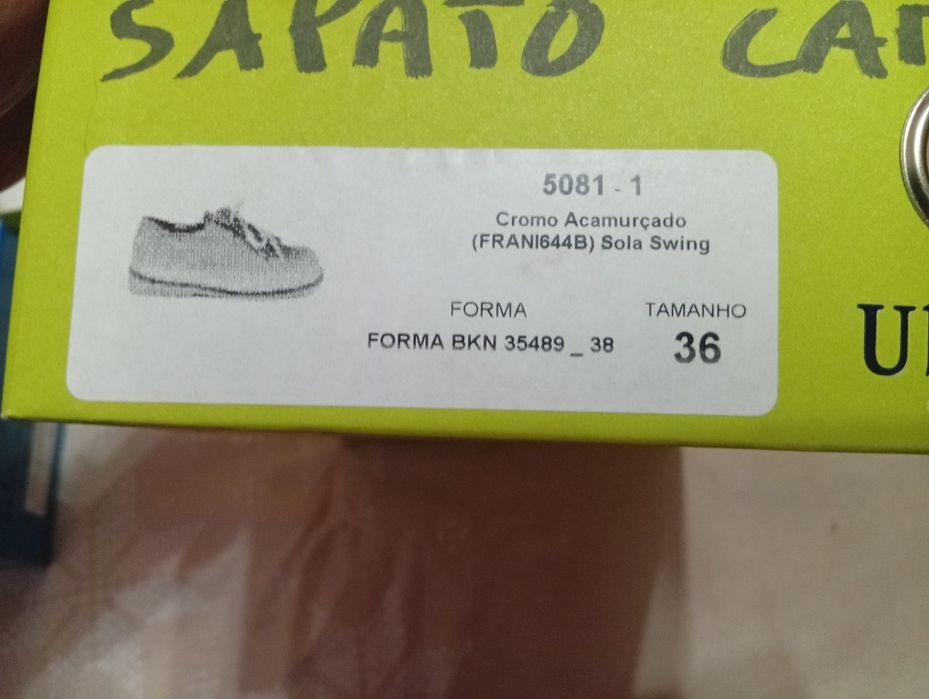 SAPATO
5081 - 1
Cromo Acamurçado
(FRANI644B) Sola Swing
FORMA TAMANHO
FORMA BKN 35489 _ 38 36